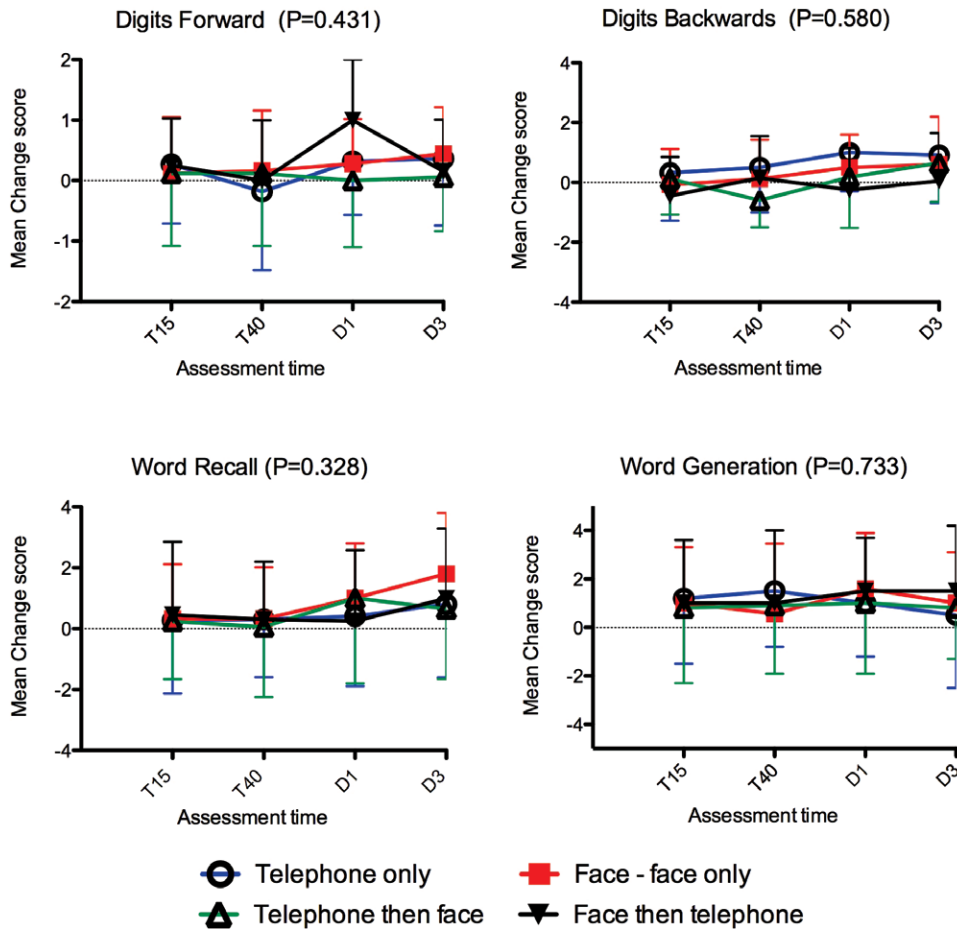 Digits Forward (P=0.431)
Mean Change score
2
1
0
-1
-2
T15
T40
D1
D3
Assessment time
Digits Backwards (P=0.580)
Mean Change score
4
2
0
-2
-4
T15
T40
D1
D3
Assessment time
Word Recall (P=0.328)
Mean Change score
4
2
0
-2
-4
T15
T40
D1
D3
Assessment time
Word Generation (P=0.733)
Mean Change score
4
2
0
-2
-4
T15
T40
D1
D3
Assessment time
Telephone only
Face - face only
Telephone then face
Face then telephone